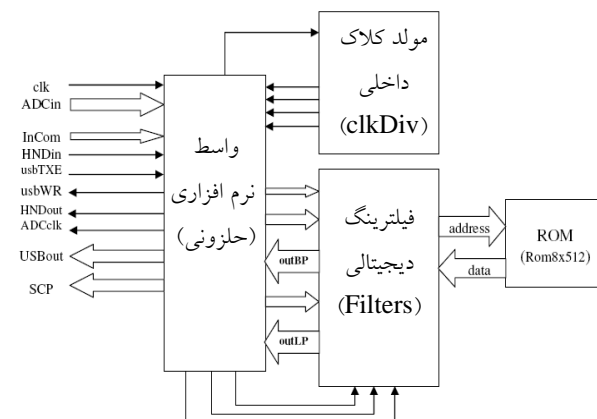 clk
ADCin
InCom
HNDin
usbTXE
usbWR
HNDout
ADCclk
USBout
SCP
واسط
نرم افزاری
(حلزونی)
مولد کلاک
داخلی
(clkDiv)
فیلترینگ
دیجیتالی
(Filters)
outBP
outLP
address
data
ROM
(Rom8x512)